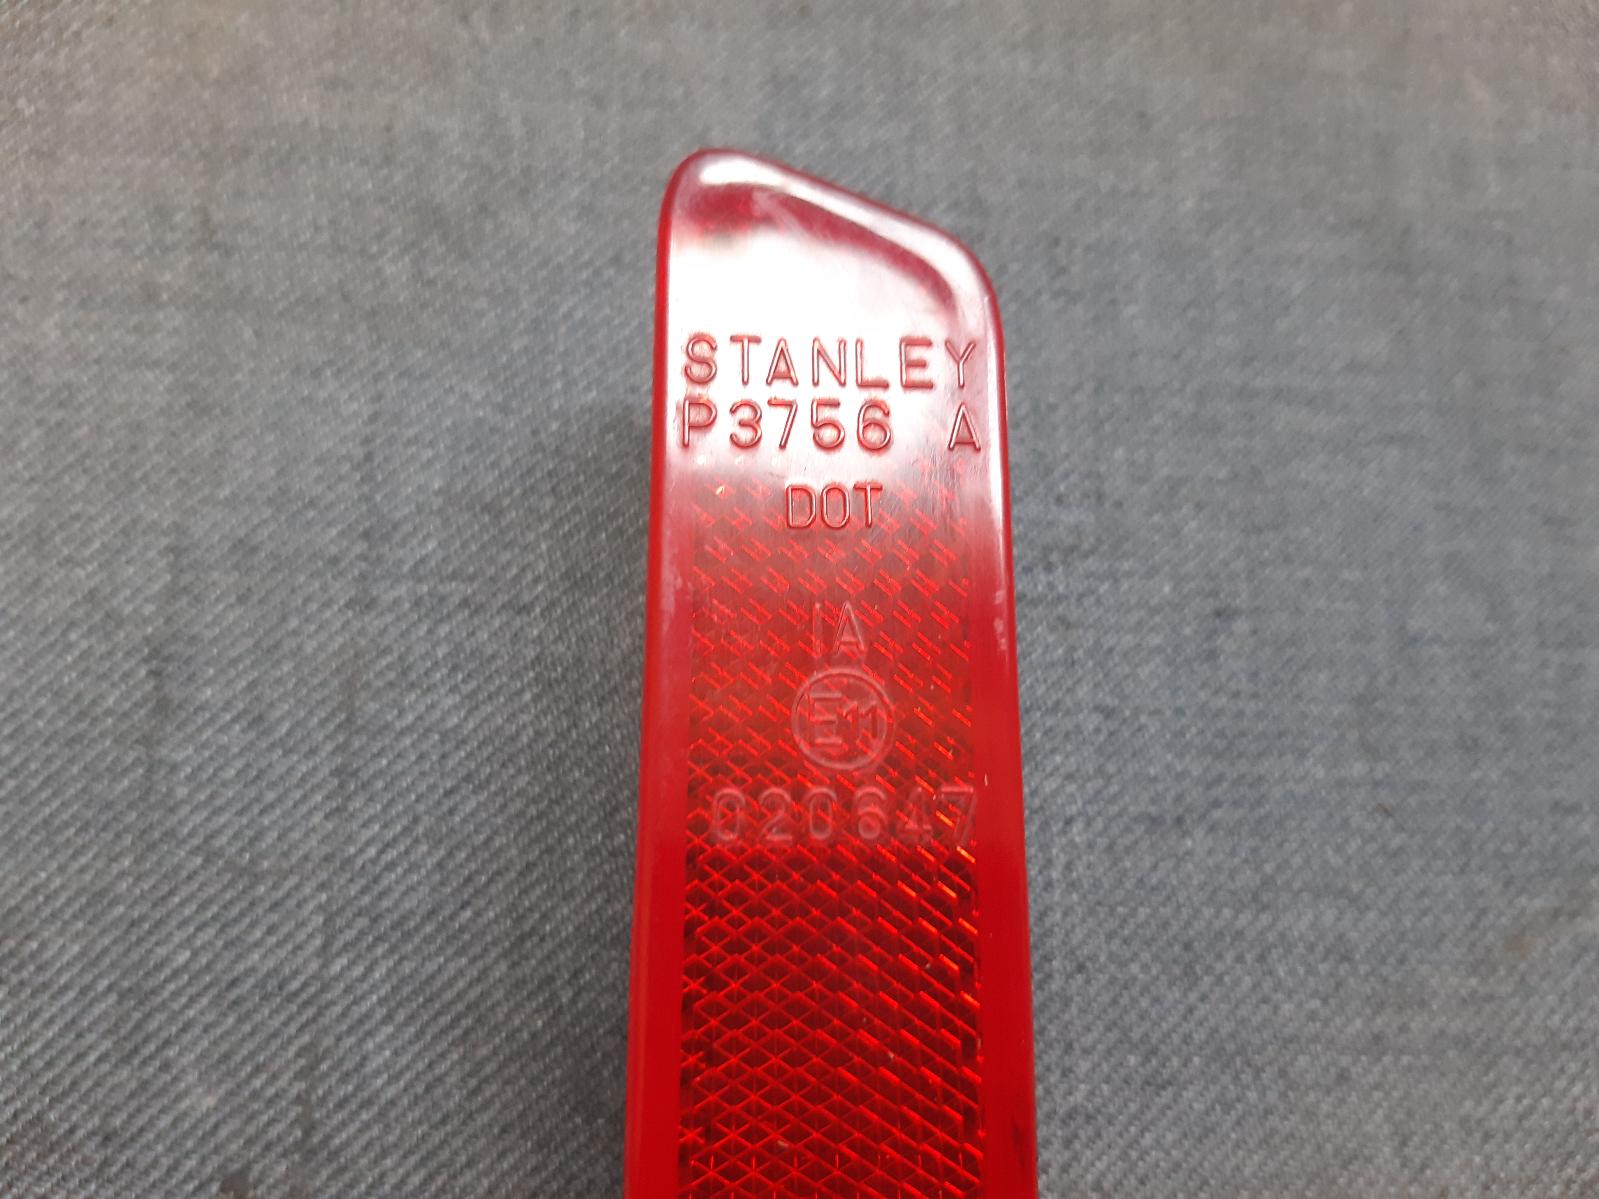 STANLEY
P3756 A
DOT
IA
E11
020647